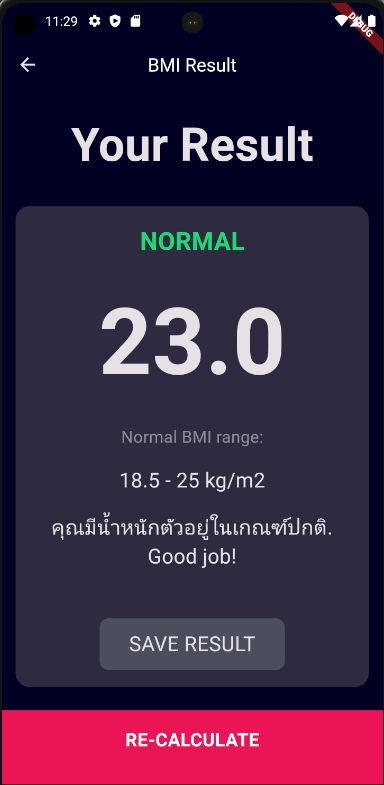 11:29
DEBUG
BMI Result
Your Result
NORMAL
23.0
Normal BMI range:
18.5 - 25 kg/m2
คุณมีน้ำหนักตัวอยู่ในเกณฑ์ปกติ.
Good job!
SAVE RESULT
RE-CALCULATE